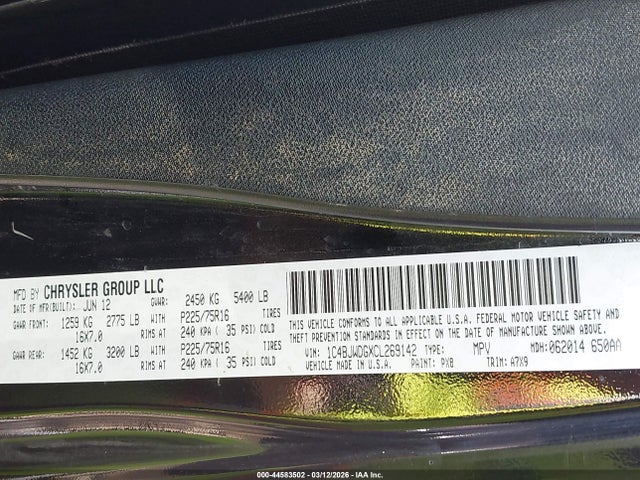 MFD BY CHRYSLER GROUP LLC
DATE OF MFR(BUILT): JUN 12 GVWR: 2450 KG 5400 LB
GAWR FRONT: 1259 KG 2775 LB WITH P225/75R16 TIRES
16X7.0 RIMS AT 240 KPA ( 35 PSI) COLD
GAWR REAR: 1452 KG 3200 LB WITH P225/75R16 TIRES
16X7.0 RIMS AT 240 KPA ( 35 PSI) COLD
THIS VEHICLE CONFORMS TO ALL APPLICABLE U.S.A. FEDERAL MOTOR VEHICLE SAFETY AND
THEFT PREVENTION STANDARDS IN EFFECT ON THE DATE OF MANUFACTURE SHOWN ABOVE.
VIN: 1C4BJWDGXCL269142 TYPE: MPV MDH: 062014 650AA
VEHICLE MADE IN U.S.A. PAINT: PX8 TRIM: A7X9
000-44583502 - 03/12/2026 - IAA Inc.